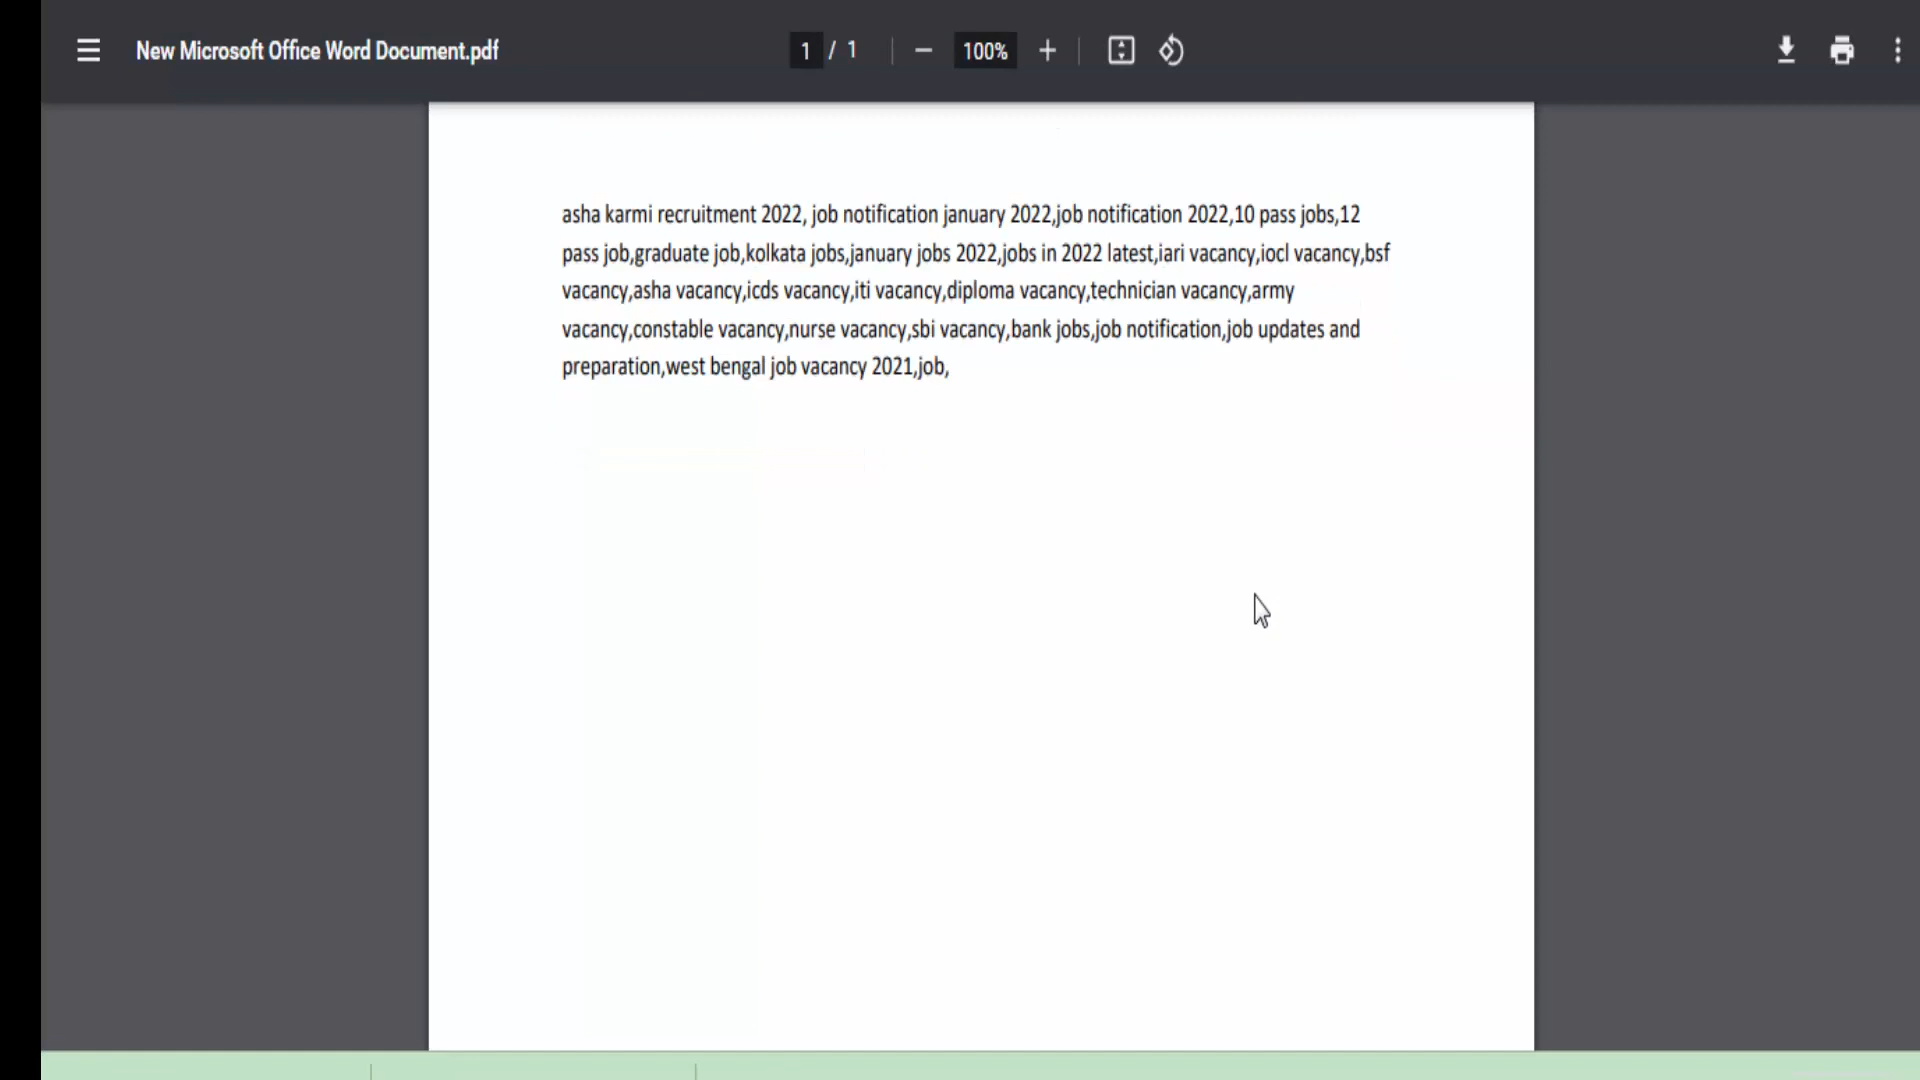 New Microsoft Office Word Document.pdf
1 / 1
100%
asha karmi recruitment 2022, job notification january 2022,job notification 2022,10 pass jobs,12
pass job,graduate job,kolkata jobs,january jobs 2022,jobs in 2022 latest,iari vacancy,iocl vacancy,bsf
vacancy,asha vacancy,icds vacancy,iti vacancy,diploma vacancy,technician vacancy,army
vacancy,constable vacancy,nurse vacancy,sbi vacancy,bank jobs,job notification,job updates and
preparation,west bengal job vacancy 2021,job,